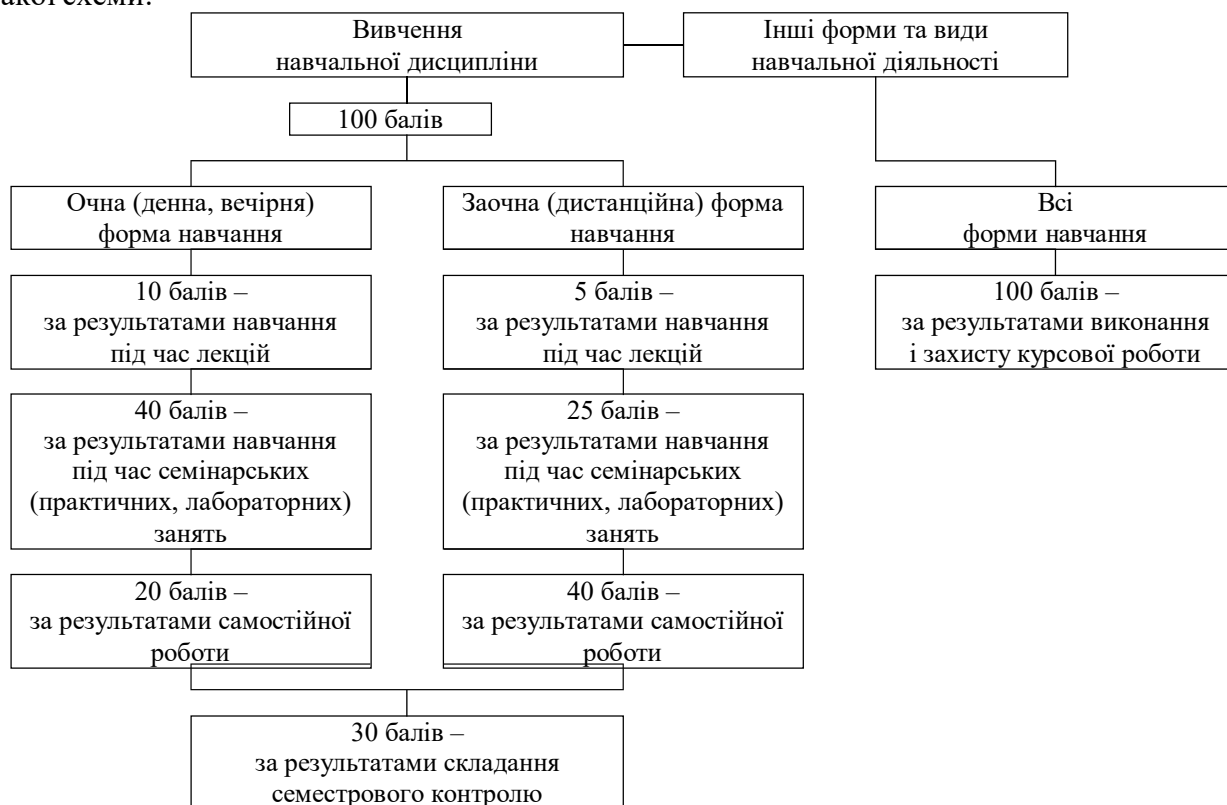 акої схеми:
Вивчення
навчальної дисципліни
Інші форми та види
навчальної діяльності
100 балів
Очна (денна, вечірня)
форма навчання
Заочна (дистанційна) форма
навчання
Всі
форми навчання
10 балів –
за результатами навчання
під час лекцій
5 балів –
за результатами навчання
під час лекцій
100 балів –
за результатами виконання
і захисту курсової роботи
40 балів –
за результатами навчання
під час семінарських
(практичних, лабораторних)
занять
25 балів –
за результатами навчання
під час семінарських
(практичних, лабораторних)
занять
20 балів –
за результатами самостійної
роботи
40 балів –
за результатами самостійної
роботи
30 балів –
за результатами складання
семестрового контролю